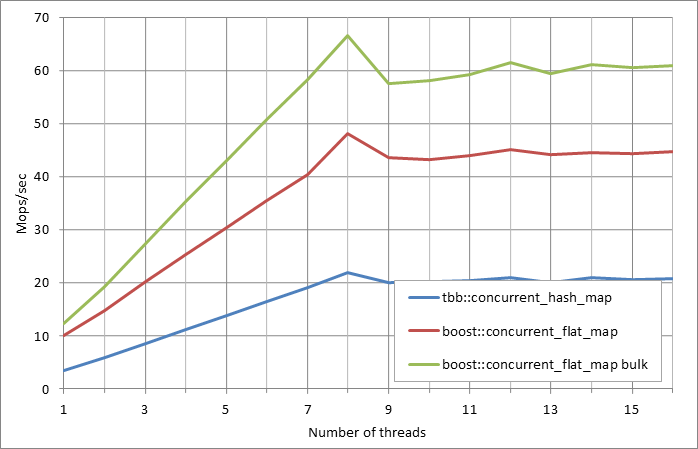 70
60
50
40
30
20
10
0
Mops/sec
tbb::concurrent_hash_map
boost::concurrent_flat_map
boost::concurrent_flat_map bulk
1 3 5 7 9 11 13 15
Number of threads